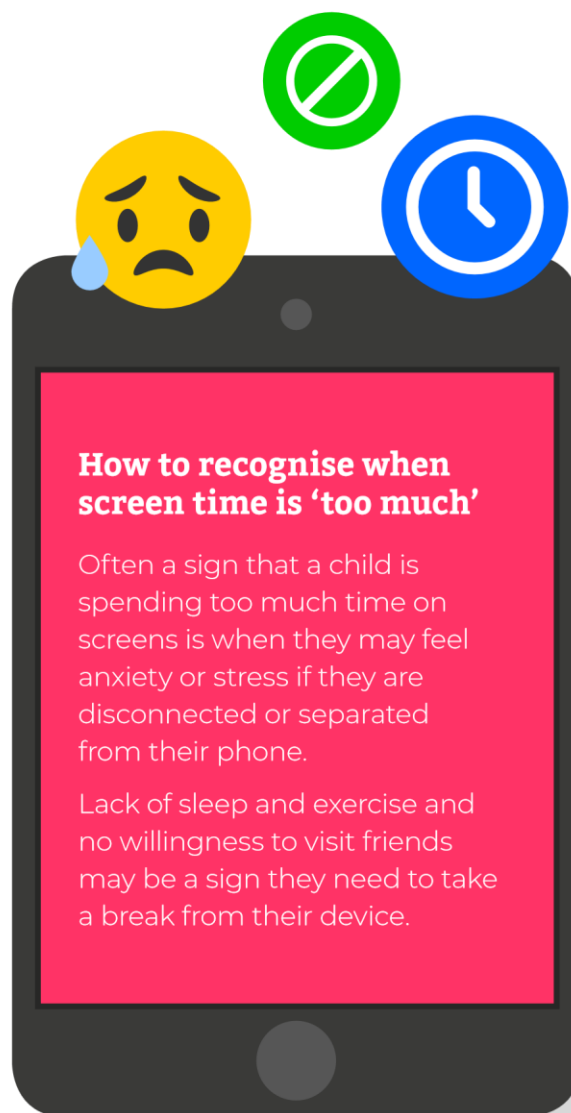 How to recognise when
screen time is ‘too much’
Often a sign that a child is
spending too much time on
screens is when they may feel
anxiety or stress if they are
disconnected or separated
from their phone.
Lack of sleep and exercise and
no willingness to visit friends
may be a sign they need to take
a break from their device.